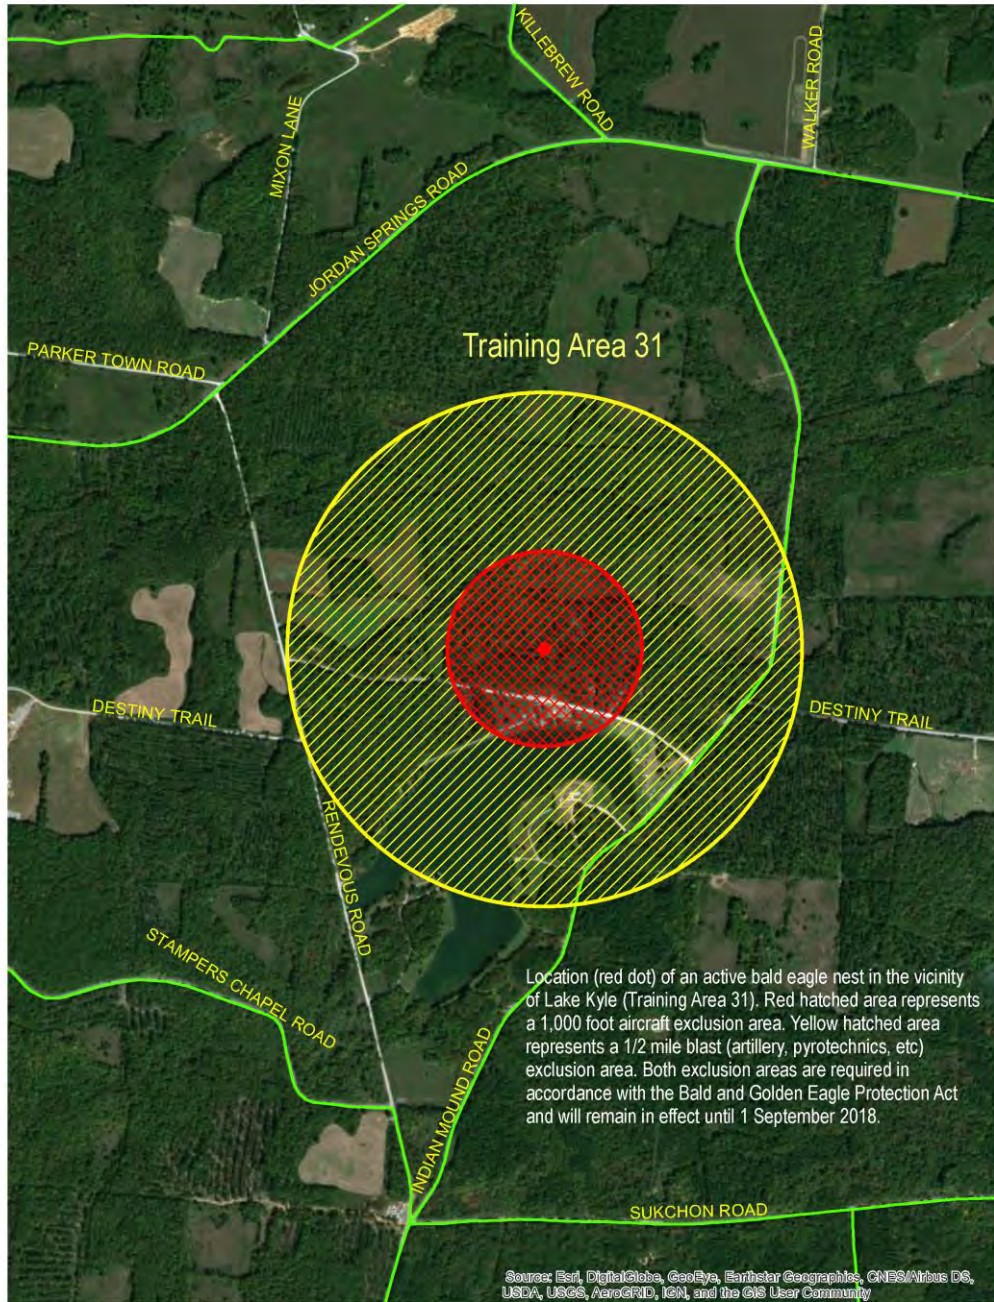 KILLEBREW ROAD
WALKER ROAD
MIXON LANE
JORDAN SPRINGS ROAD
Training Area 31
PARKER TOWN ROAD
DESTINY TRAIL
DESTINY TRAIL
RENDEVOUS ROAD
STAMPERS CHAPEL ROAD
Location (red dot) of an active bald eagle nest in the vicinity
of Lake Kyle (Training Area 31). Red hatched area represents
a 1,000 foot aircraft exclusion area. Yellow hatched area
represents a 1/2 mile blast (artillery, pyrotechnics, etc)
exclusion area. Both exclusion areas are required in
accordance with the Bald and Golden Eagle Protection Act
and will remain in effect until 1 September 2018.
INDIAN MOUND ROAD
SUKCHON ROAD
Source: Esri, DigitalGlobe, GeoEye, Earthstar Geographics, CNES/Airbus DS,
USDA, USGS, AeroGRID, IGN, and the GIS User Community